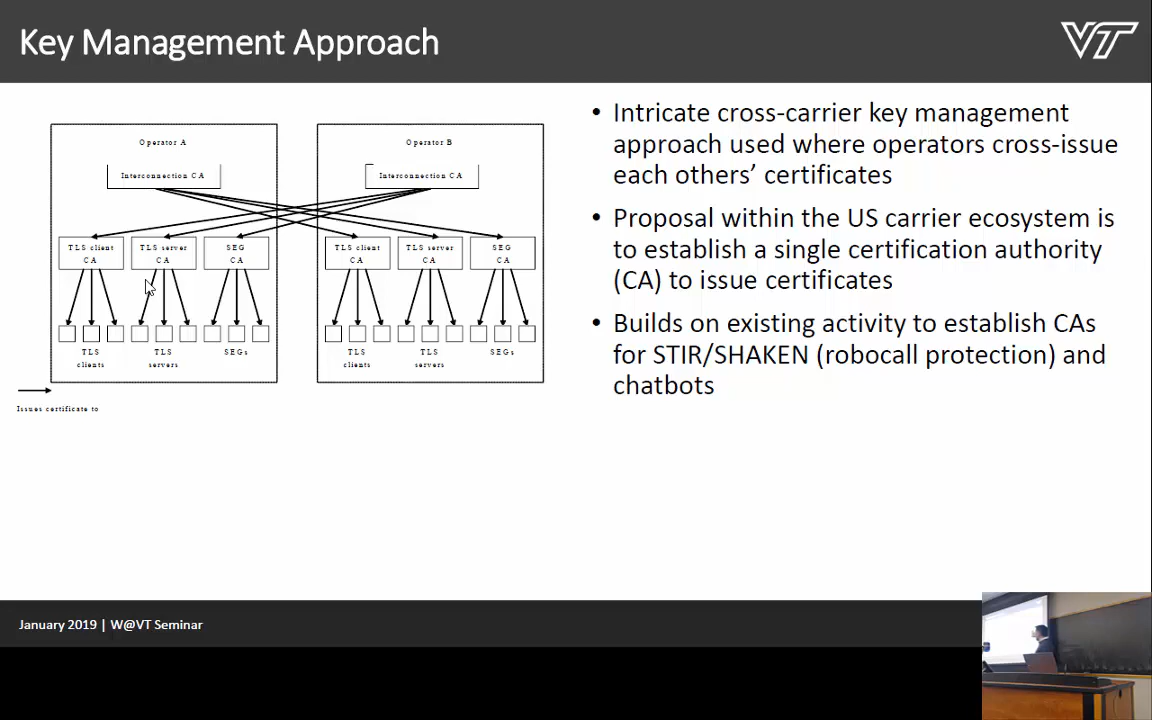 Key Management Approach
VT
Operator A
Operator B
Interconnection CA
Interconnection CA
TLS client
CA
TLS server
CA
SEG
CA
TLS client
CA
TLS server
CA
SEG
CA
TLS
clients
TLS
servers
SEGs
TLS
clients
TLS
servers
SEGs
Issues certificate to
• Intricate cross-carrier key management
approach used where operators cross-issue
each others’ certificates
• Proposal within the US carrier ecosystem is
to establish a single certification authority
(CA) to issue certificates
• Builds on existing activity to establish CAs
for STIR/SHAKEN (robocall protection) and
chatbots
January 2019 | W@VT Seminar